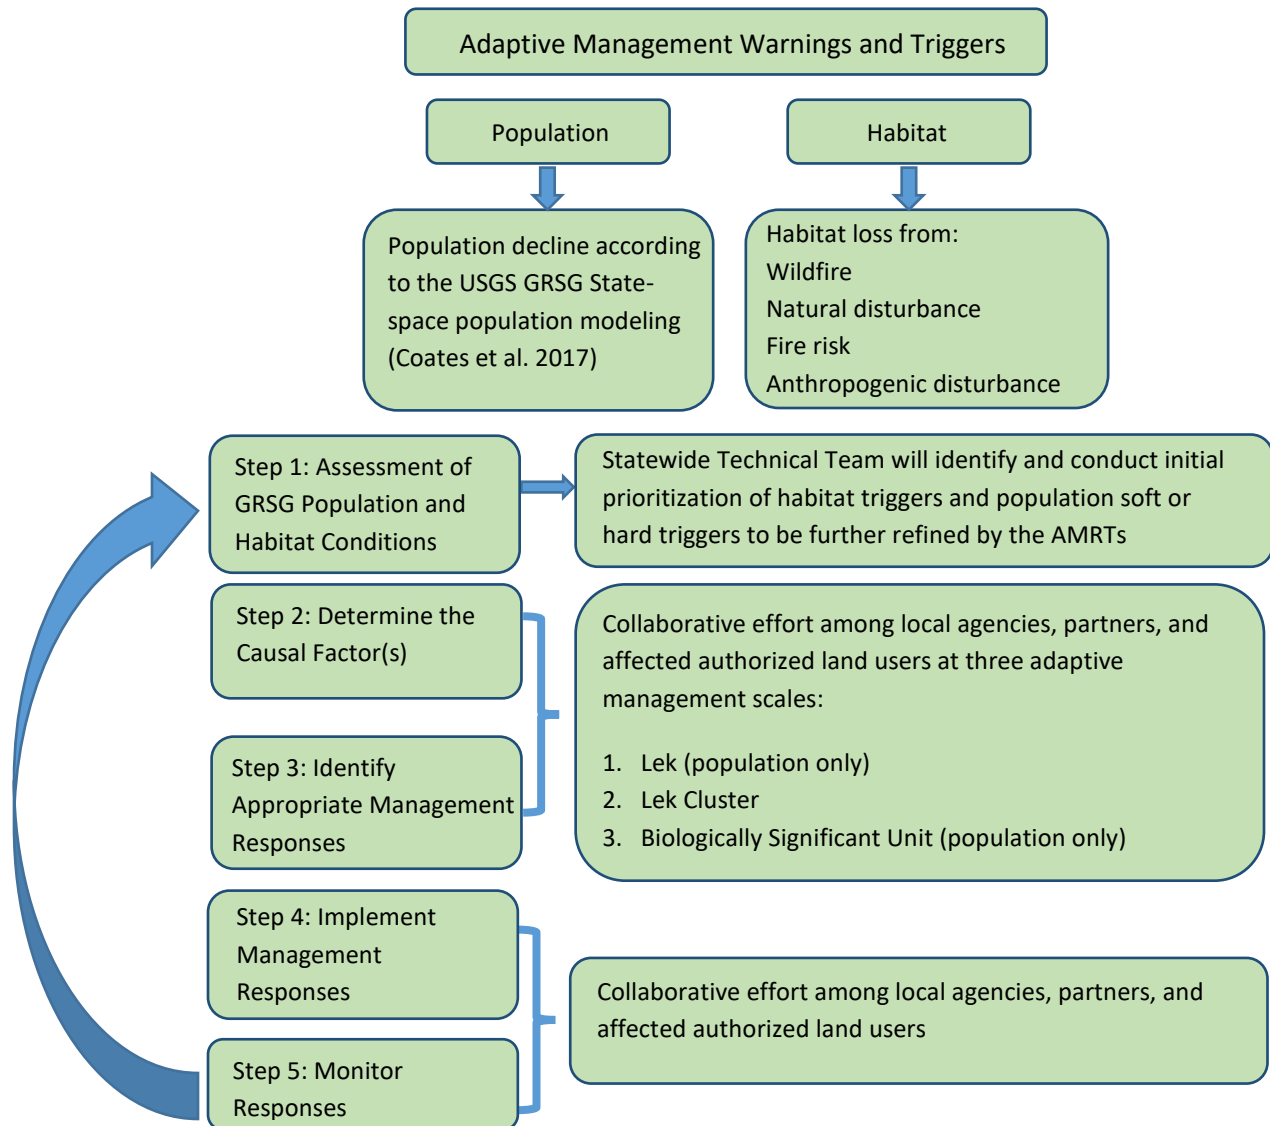 Adaptive Management Warnings and Triggers
Population
Habitat
Population decline according
to the USGS GRSG State-
space population modeling
(Coates et al. 2017)
Habitat loss from:
Wildfire
Natural disturbance
Fire risk
Anthropogenic disturbance
Step 1: Assessment of
GRSG Population and
Habitat Conditions
Statewide Technical Team will identify and conduct initial
prioritization of habitat triggers and population soft or
hard triggers to be further refined by the AMRTs
Step 2: Determine the
Causal Factor(s)
Step 3: Identify
Appropriate Management
Responses
Collaborative effort among local agencies, partners, and
affected authorized land users at three adaptive
management scales:
1. Lek (population only)
2. Lek Cluster
3. Biologically Significant Unit (population only)
Step 4: Implement
Management
Responses
Step 5: Monitor
Responses
Collaborative effort among local agencies, partners, and
affected authorized land users